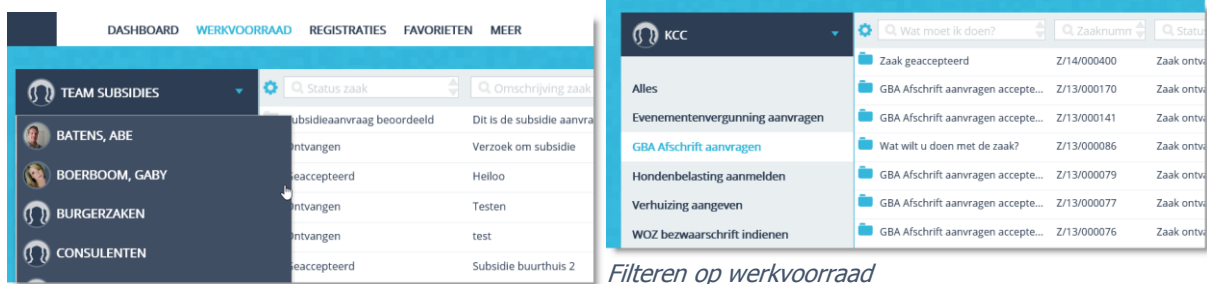 DASHBOARD WERKVOORRAAD REGISTRATIES FAVORIETEN MEER
TEAM SUBSIDIES
Status zaak
Omschrijving zaak
BATENS, ABE
BOERBOOM, GABY
BURGERZAKEN
CONSULENTEN
ubsidieaanvraag beoordeeld Dit is de subsidie aanvra
Ontvangen Verzoek om subsidie
Geaccepteerd Heiloo
Ontvangen Testen
Ontvangen test
Geaccepteerd Subsidie buurthuis 2
KCC
Wat moet ik doen?
Zaaknumn
Statu
Alles
Evenementenvergunning aanvragen
GBA Afschrift aanvragen
Hondenbelasting aanmelden
Verhuizing aangeven
WOZ bezwaarschrift indienen
Zaak geaccepteerd Z/14/000400 Zaak ontva
GBA Afschrift aanvragen accepte... Z/13/000170 Zaak ontva
GBA Afschrift aanvragen accepte... Z/13/000141 Zaak ontva
Wat wilt u doen met de zaak? Z/13/000086 Zaak ontva
GBA Afschrift aanvragen accepte... Z/13/000079 Zaak ontva
GBA Afschrift aanvragen accepte... Z/13/000077 Zaak ontva
GBA Afschrift aanvragen accepte... Z/13/000076 Zaak ontva
Filteren op werkvoorraad